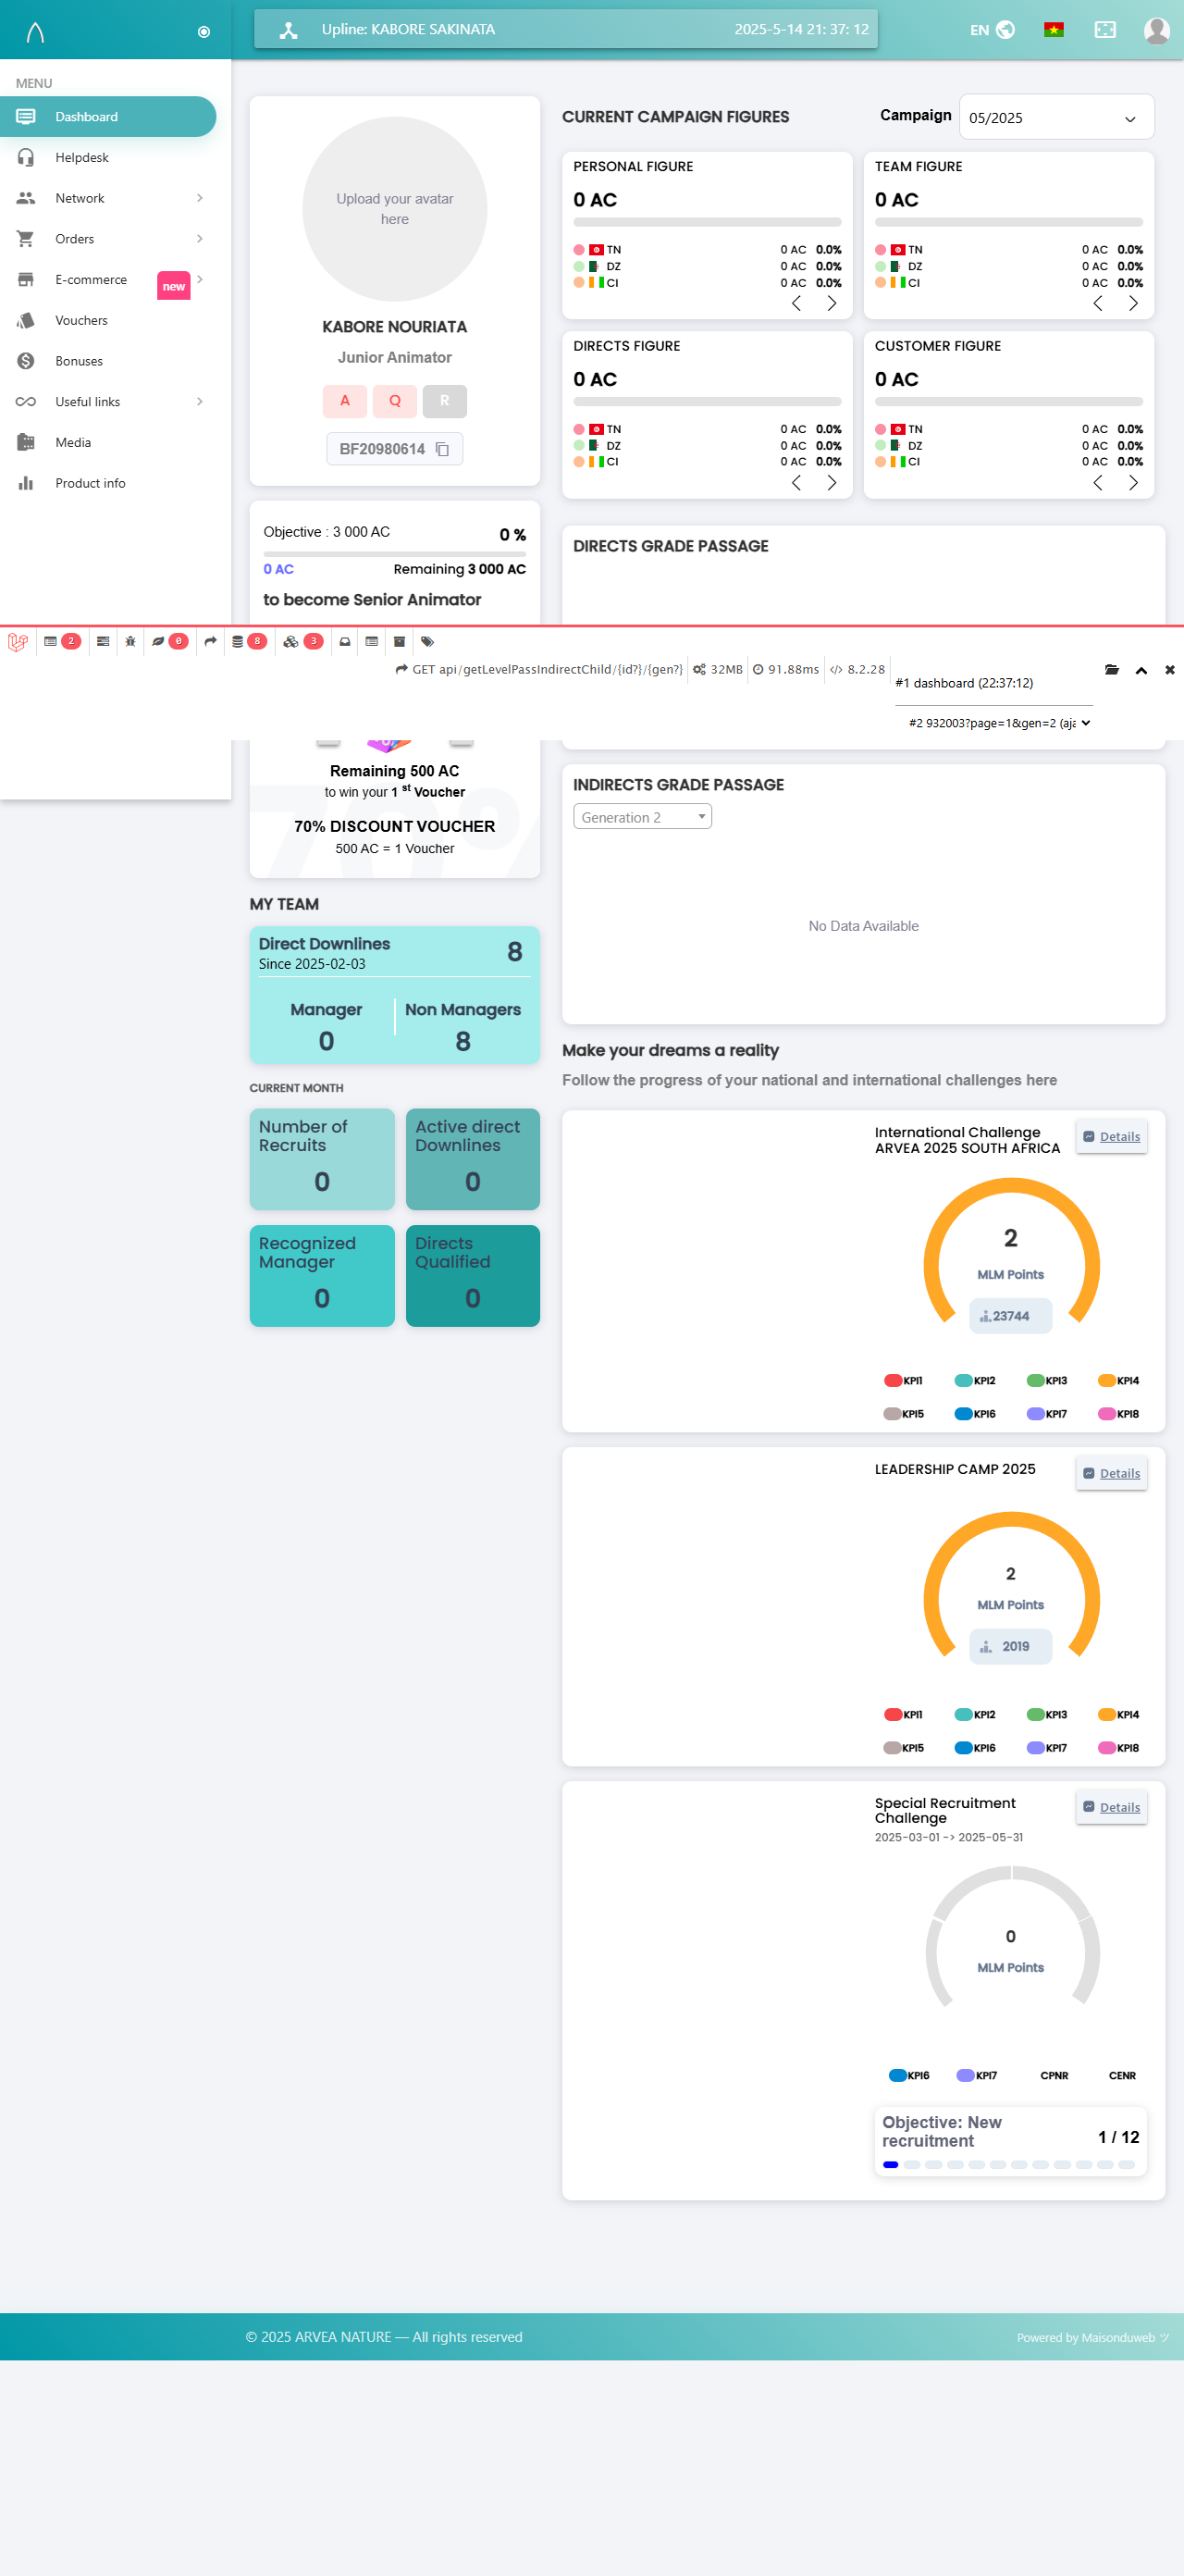 Upline: KABORE SAKINATA
2025-5-14 21: 37: 12
EN
MENU
Dashboard
Helpdesk
Network
Orders
E-commerce
new
Vouchers
Bonuses
Useful links
Media
Product info
Upload your avatar
here
KABORE NOURIATA
Junior Animator
A Q R
BF20980614
Objective : 3 000 AC
0 %
0 AC
Remaining 3 000 AC
to become Senior Animator
CURRENT CAMPAIGN FIGURES
Campaign
05/2025
PERSONAL FIGURE
0 AC
TN 0 AC 0.0%
DZ 0 AC 0.0%
CI 0 AC 0.0%
TEAM FIGURE
0 AC
TN 0 AC 0.0%
DZ 0 AC 0.0%
CI 0 AC 0.0%
DIRECTS FIGURE
0 AC
TN 0 AC 0.0%
DZ 0 AC 0.0%
CI 0 AC 0.0%
CUSTOMER FIGURE
0 AC
TN 0 AC 0.0%
DZ 0 AC 0.0%
CI 0 AC 0.0%
DIRECTS GRADE PASSAGE
2 0 8 3
GET api/getLevelPassIndirectChild/{id?}/{gen?} 32MB 91.88ms 8.2.28
#1 dashboard (22:37:12)
#2 932003?page=1&gen=2 (aja
Remaining 500 AC
to win your 1 st Voucher
70% DISCOUNT VOUCHER
500 AC = 1 Voucher
70%
MY TEAM
Direct Downlines
8
Since 2025-02-03
Manager
0
Non Managers
8
CURRENT MONTH
Number of
Recruits
0
Active direct
Downlines
0
Recognized
Manager
0
Directs
Qualified
0
INDIRECTS GRADE PASSAGE
Generation 2
No Data Available
Make your dreams a reality
Follow the progress of your national and international challenges here
International Challenge
ARVEA 2025 SOUTH AFRICA
Details
2
MLM Points
23744
KPI1 KPI2 KPI3 KPI4
KPI5 KPI6 KPI7 KPI8
LEADERSHIP CAMP 2025
Details
2
MLM Points
2019
KPI1 KPI2 KPI3 KPI4
KPI5 KPI6 KPI7 KPI8
Special Recruitment
Challenge
Details
2025-03-01 -> 2025-05-31
0
MLM Points
KPI6 KPI7 CPNR CENR
Objective: New
recruitment
1 / 12
© 2025 ARVEA NATURE — All rights reserved
Powered by Maisonduweb ツ